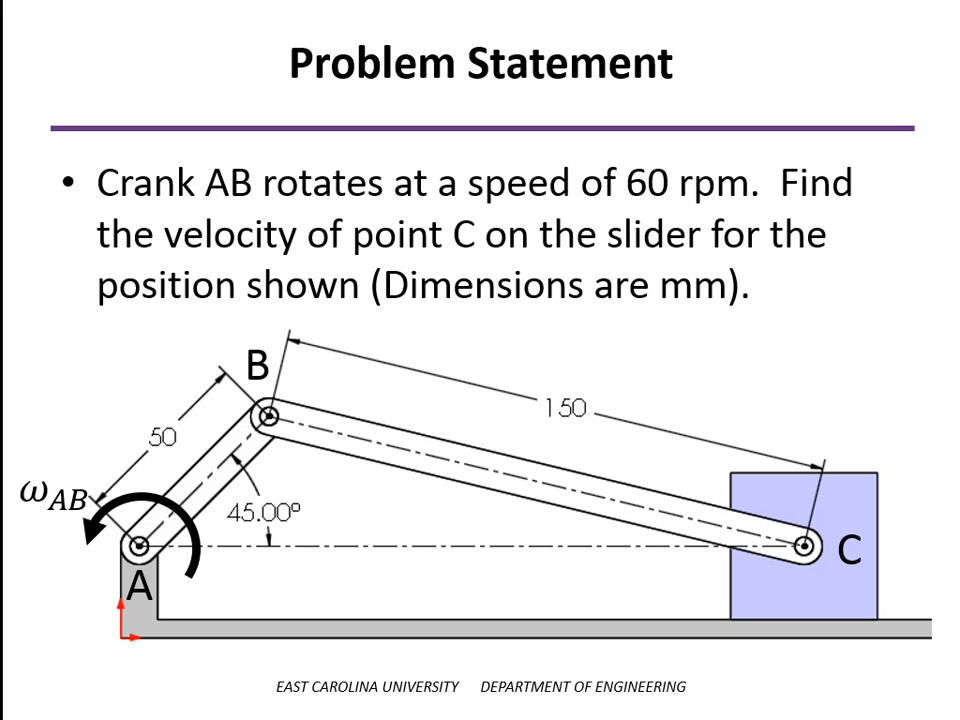 Problem Statement
• Crank AB rotates at a speed of 60 rpm.  Find
the velocity of point C on the slider for the
position shown (Dimensions are mm).
B
150
50
ω_AB
45.00°
A
C
EAST CAROLINA UNIVERSITY DEPARTMENT OF ENGINEERING